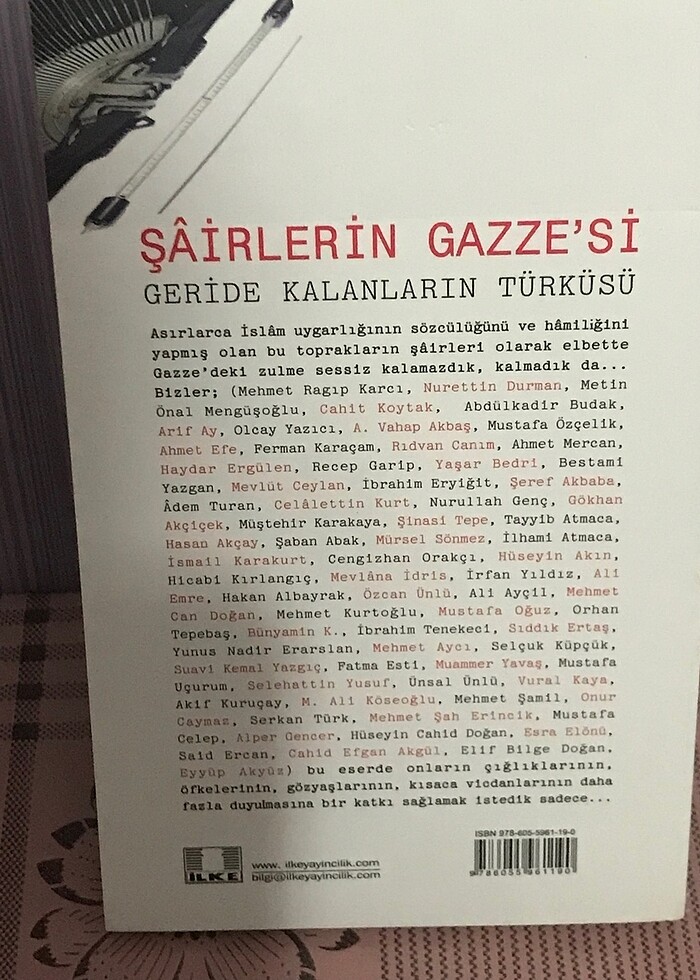 ŞÂİRLERİN GAZZE'Sİ
GERİDE KALANLARIN TÜRKÜSÜ
Asırlarca İslâm uygarlığının sözcülüğünü ve hâmiliğini
yapmış olan bu toprakların şâirleri olarak elbette
Gazze'deki zulme sessiz kalamazdık, kalmadık da...
Bizler; (Mehmet Ragıp Karcı, Nurettin Durman, Metin
Önal Mengüşoğlu, Cahit Koytak, Abdülkadir Budak,
Arif Ay, Olcay Yazıcı, A. Vahap Akbaş, Mustafa Özçelik,
Ahmet Efe, Ferman Karaçam, Rıdvan Canım, Ahmet Mercan,
Haydar Ergülen, Recep Garip, Yaşar Bedri, Bestami
Yazgan, Mevlüt Ceylan, İbrahim Eryiğit, Şeref Akbaba,
Âdem Turan, Celâlettin Kurt, Nurullah Genç, Gökhan
Akçiçek, Müştehir Karakaya, Şinasi Tepe, Tayyib Atmaca,
Hasan Akçay, Şaban Abak, Mürsel Sönmez, İlhami Atmaca,
İsmail Karakurt, Cengizhan Orakçı, Hüseyin Akın,
Hicabi Kırlangıç, Mevlâna İdris, İrfan Yıldız, Ali
Emre, Hakan Albayrak, Özcan Ünlü, Ali Ayçil, Mehmet
Can Doğan, Mehmet Kurtoğlu, Mustafa Oğuz, Orhan
Tepebaş, Bünyamin K., İbrahim Tenekeci, Sıddık Ertaş,
Yunus Nadir Erarslan, Mehmet Aycı, Selçuk Küpçük,
Suavi Kemal Yazgıç, Fatma Esti, Muammer Yavaş, Mustafa
Uçurum, Selehattin Yusuf, Ünsal Ünlü, Vural Kaya,
Akif Kuruçay, M. Ali Köseoğlu, Mehmet Şamil, Onur
Caymaz, Serkan Türk, Mehmet Şah Erincik, Mustafa
Celep, Alper Gencer, Hüseyin Cahid Doğan, Esra Elönü,
Said Ercan, Cahid Efgan Akgül, Elif Bilge Doğan,
Eyyüp Akyüz) bu eserde onların çığlıklarının,
öfkelerinin, gözyaşlarının, kısaca vicdanlarının daha
fazla duyulmasına bir katkı sağlamak istedik sadece...
ISBN 978-605-5961-19-0
9 786055 961190
İLKE
www. ilkeyayincilik.com
bilgi@ilkeyayincilik.com